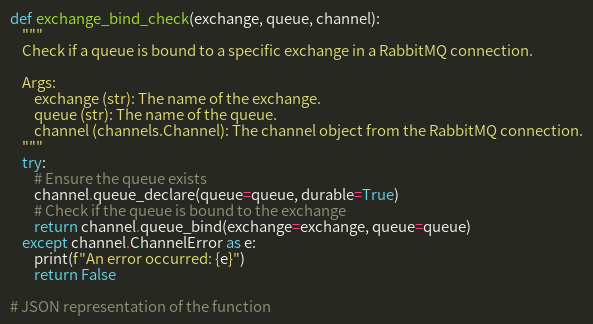 def exchange_bind_check(exchange, queue, channel):
    """
    Check if a queue is bound to a specific exchange in a RabbitMQ connection.

    Args:
        exchange (str): The name of the exchange.
        queue (str): The name of the queue.
        channel (channels.Channel): The channel object from the RabbitMQ connection.
    """
    try:
        # Ensure the queue exists
        channel.queue_declare(queue=queue, durable=True)
        # Check if the queue is bound to the exchange
        return channel.queue_bind(exchange=exchange, queue=queue)
    except channel.ChannelError as e:
        print(f"An error occurred: {e}")
        return False

# JSON representation of the function